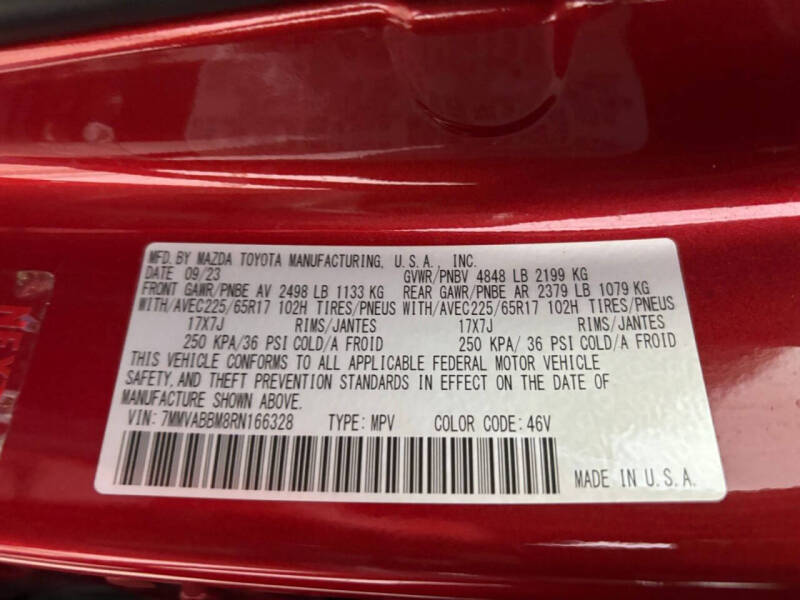 MFD. BY MAZDA TOYOTA MANUFACTURING, U.S.A., INC.
DATE 09/23 GVWR/PNBV 4848 LB 2199 KG
FRONT GAWR/PNBE AV 2498 LB 1133 KG REAR GAWR/PNBE AR 2379 LB 1079 KG
WITH/AVEC225/65R17 102H TIRES/PNEUS WITH/AVEC225/65R17 102H TIRES/PNEUS
17X7J RIMS/JANTES 17X7J RIMS/JANTES
250 KPA/36 PSI COLD/A FROID 250 KPA/ 36 PSI COLD/A FROID
THIS VEHICLE CONFORMS TO ALL APPLICABLE FEDERAL MOTOR VEHICLE
SAFETY, AND THEFT PREVENTION STANDARDS IN EFFECT ON THE DATE OF
MANUFACTURE SHOWN ABOVE.
VIN: 7MMVABBM8RN166328 TYPE: MPV COLOR CODE: 46V
MADE IN U.S.A.